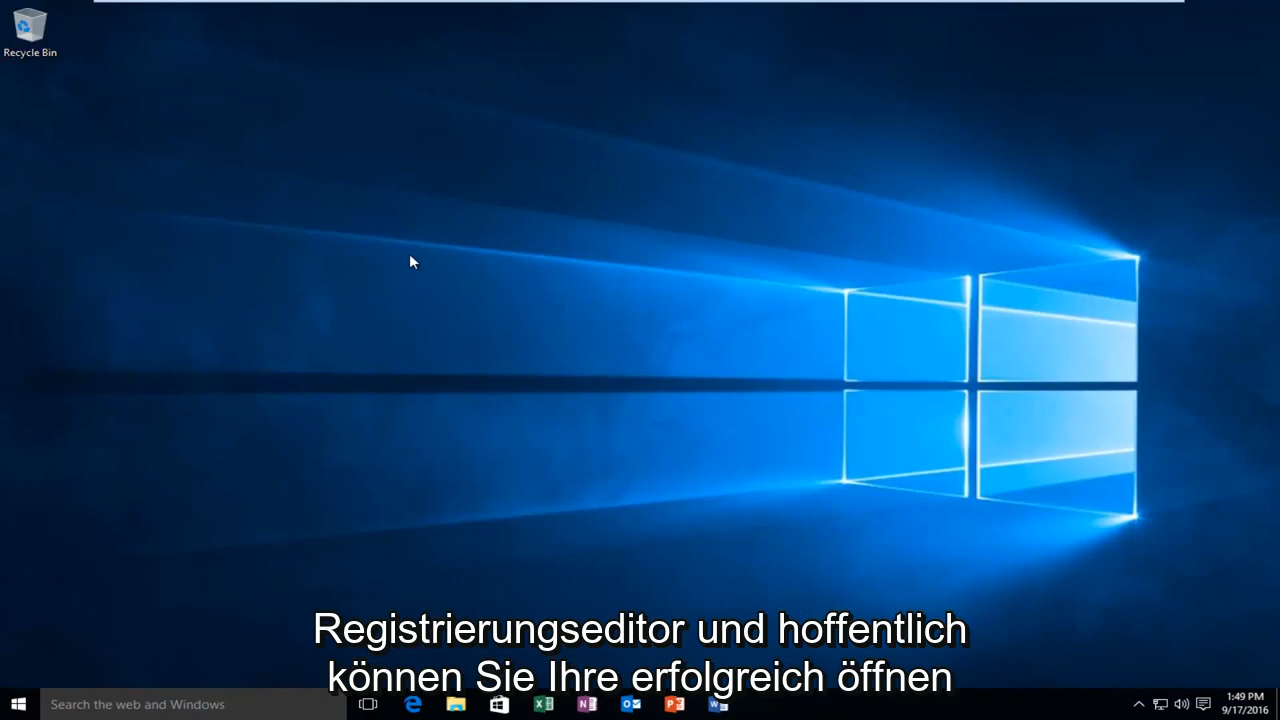 Recycle Bin
Registrierungseditor und hoffentlich
können Sie Ihre erfolgreich öffnen
Search the web and Windows
1:49 PM
9/17/2016